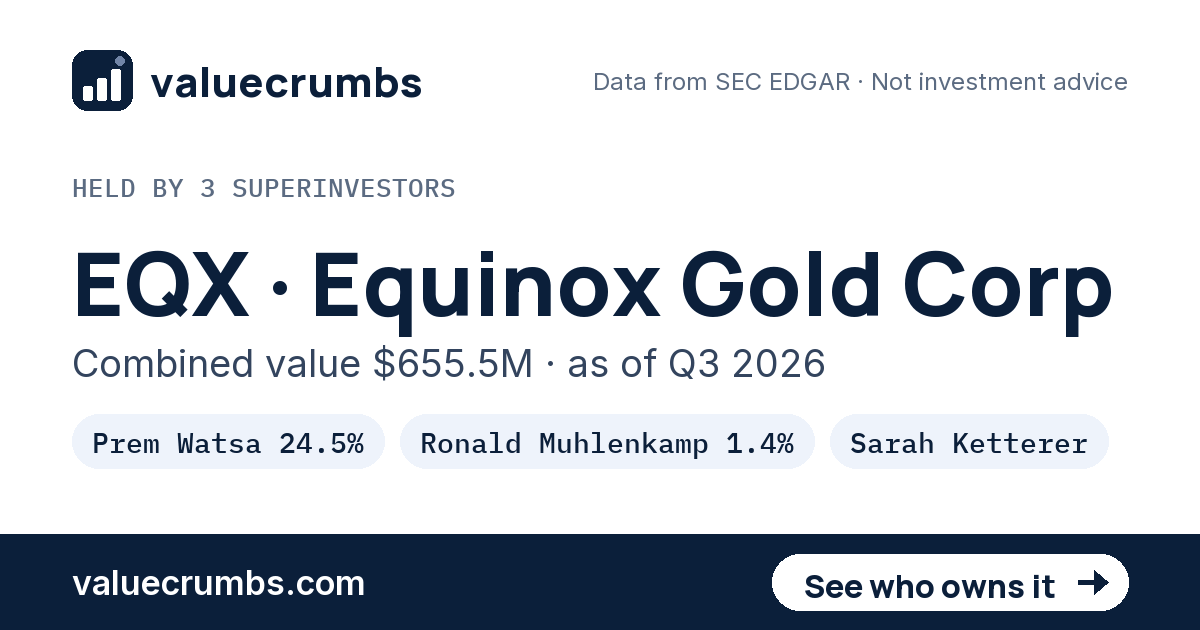 valuecrumbs
Data from SEC EDGAR · Not investment advice
HELD BY 3 SUPERINVESTORS
EQX · Equinox Gold Corp
Combined value $655.5M · as of Q3 2026
Prem Watsa 24.5%
Ronald Muhlenkamp 1.4%
Sarah Ketterer
valuecrumbs.com
See who owns it →